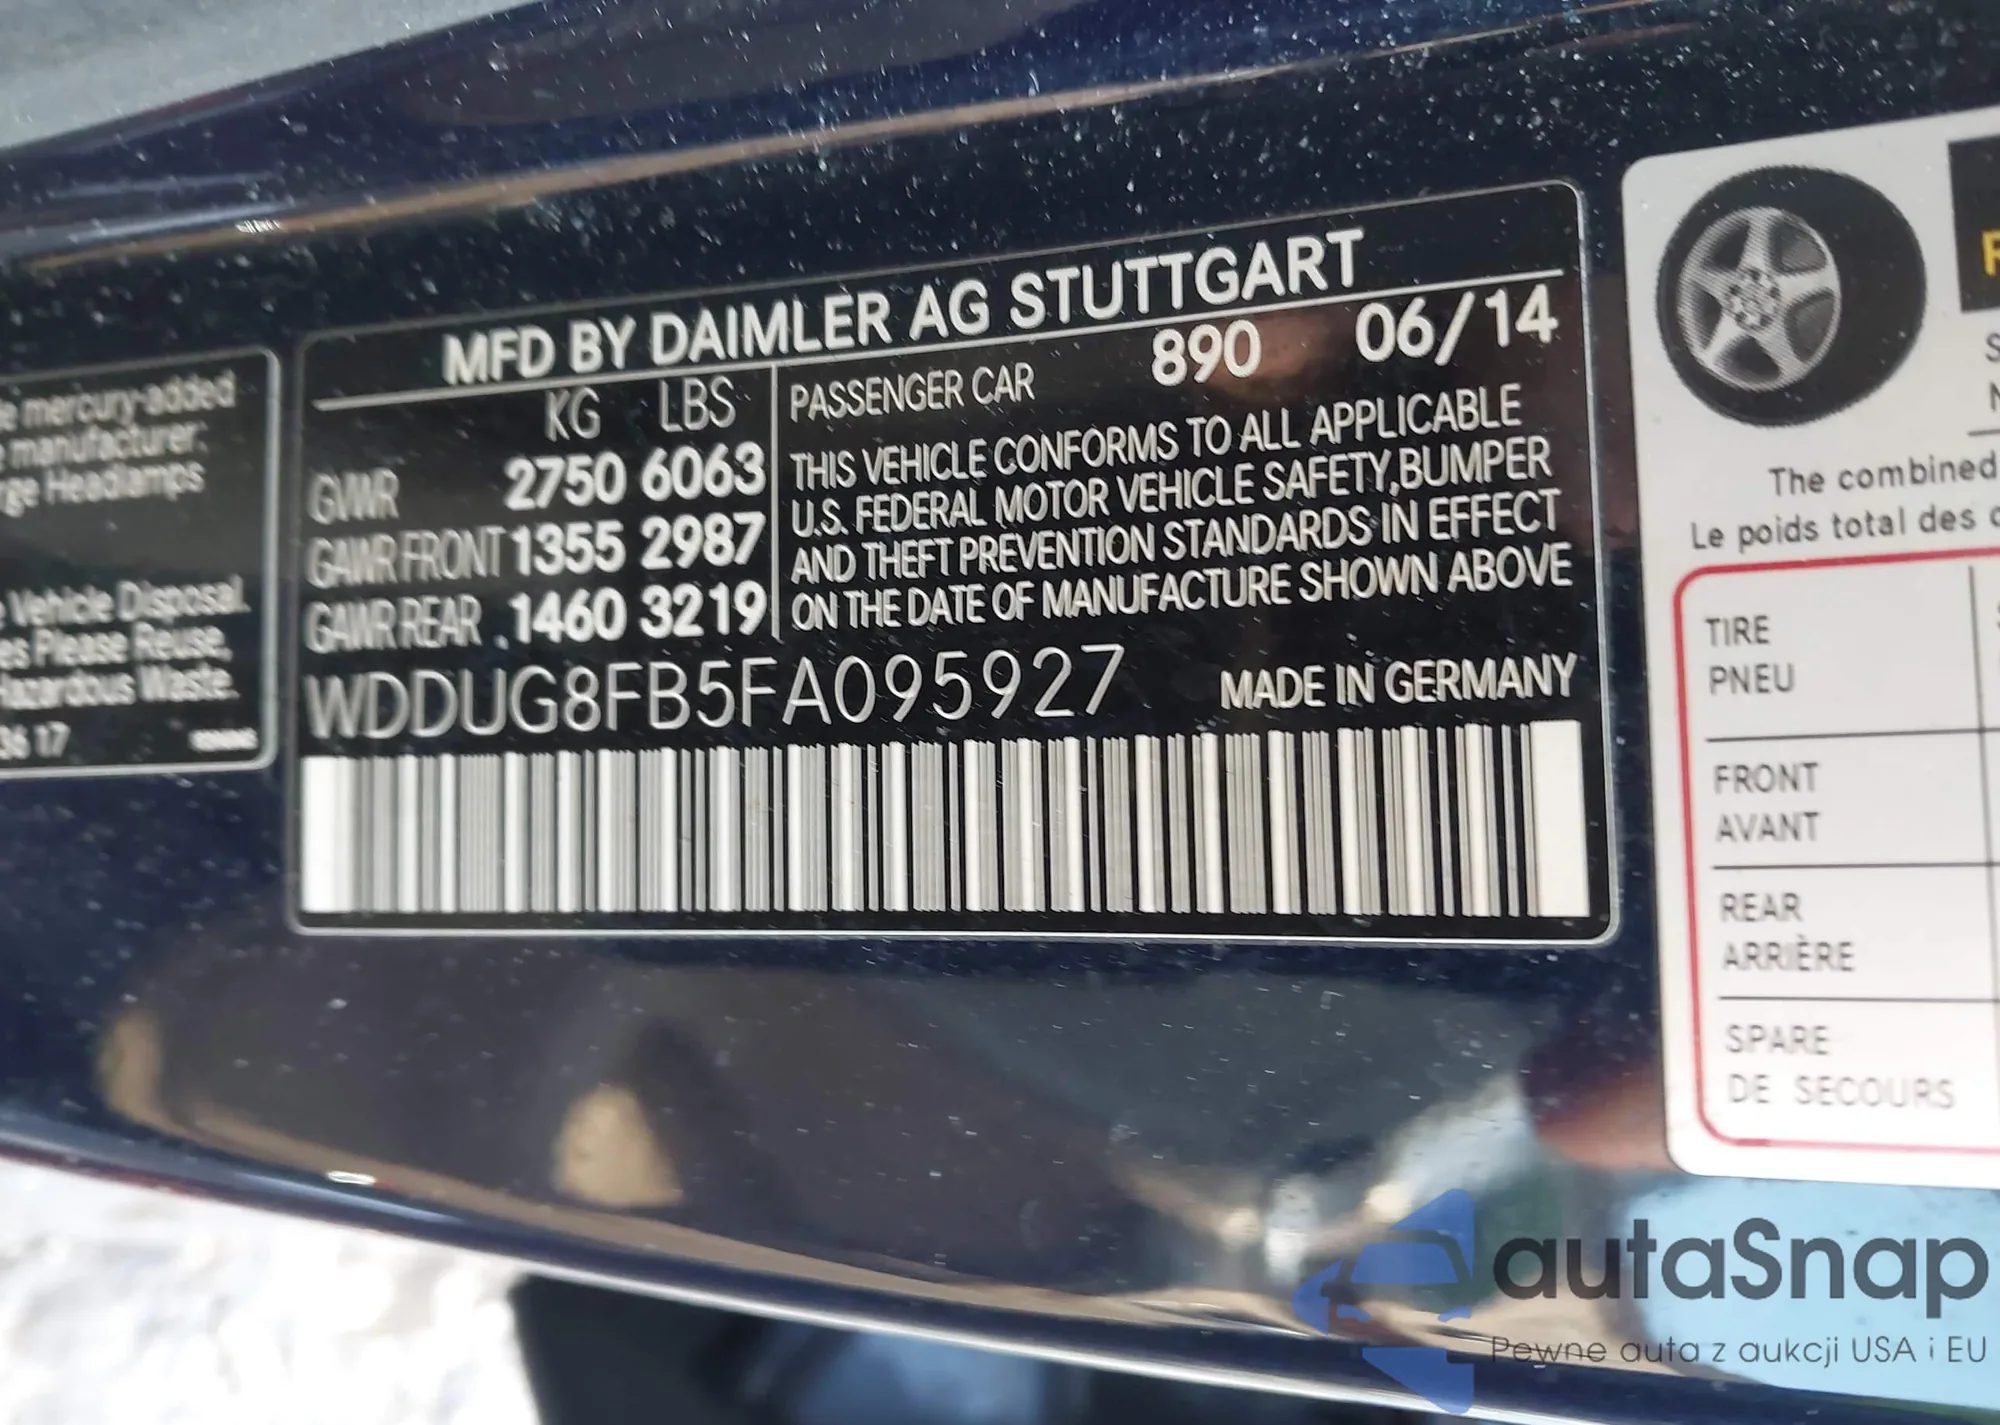 MFD BY DAIMLER AG STUTTGART
KG LBS
GVWR 2750 6063
GAWR FRONT 1355 2987
GAWR REAR 1460 3219
PASSENGER CAR 890 06/14
THIS VEHICLE CONFORMS TO ALL APPLICABLE
U.S. FEDERAL MOTOR VEHICLE SAFETY,BUMPER
AND THEFT PREVENTION STANDARDS IN EFFECT
ON THE DATE OF MANUFACTURE SHOWN ABOVE
WDDUG8FB5FA095927 MADE IN GERMANY
mercury-added
manufacturer:
Headlamps
Vehicle Disposal.
Please Reuse,
Hazardous Waste.
36 17
The combined
Le poids total des
TIRE
PNEU
FRONT
AVANT
REAR
ARRIÈRE
SPARE
DE SECOURS
autaSnap
Pewne auta z aukcji USA i EU